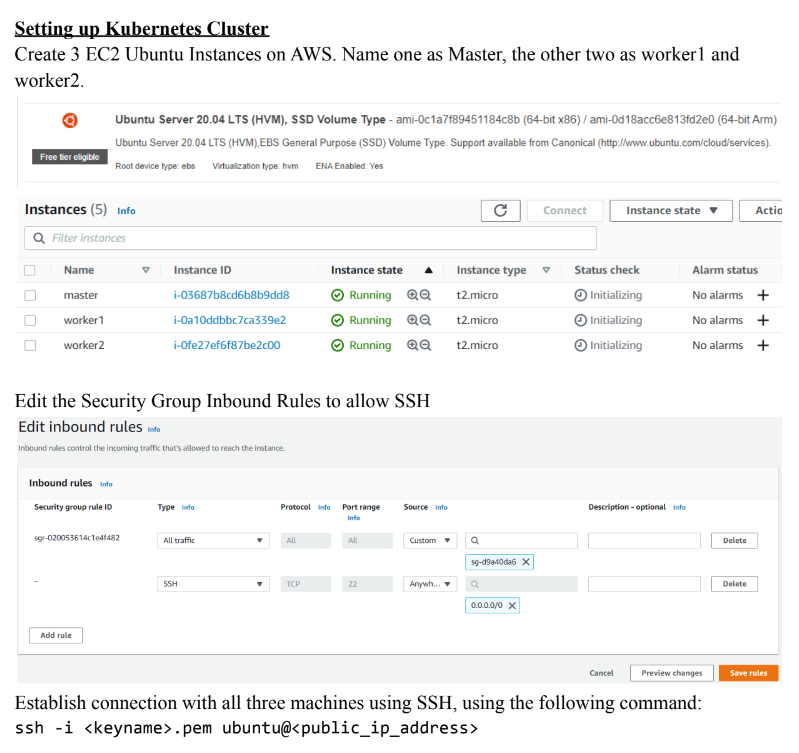 Setting up Kubernetes Cluster
Create 3 EC2 Ubuntu Instances on AWS. Name one as Master, the other two as worker1 and
worker2.
Ubuntu Server 20.04 LTS (HVM), SSD Volume Type - ami-0c1a7f89451184c8b (64-bit x86) / ami-0d18acc6e813fd2e0 (64-bit Arm)
Ubuntu Server 20.04 LTS (HVM),EBS General Purpose (SSD) Volume Type. Support available from Canonical (http://www.ubuntu.com/cloud/services).
Free tier eligible
Root device type: ebs Virtualization type: hvm ENA Enabled: Yes
Instances (5) Info Connect Instance state Actio
Filter instances
Name Instance ID Instance state Instance type Status check Alarm status
master i-03687b8cd6b8b9dd8 Running t2.micro Initializing No alarms +
worker1 i-0a10ddbbc7ca339e2 Running t2.micro Initializing No alarms +
worker2 i-0fe27ef6f87be2c00 Running t2.micro Initializing No alarms +
Edit the Security Group Inbound Rules to allow SSH
Edit inbound rules Info
Inbound rules control the incoming traffic that's allowed to reach the instance.
Inbound rules Info
Security group rule ID Type Info Protocol Info Port range Info Source Info Description - optional Info
sgr-020053614c1e4f482 All traffic All All Custom Delete
sg-d9a40da6 X
– SSH TCP 22 Anywh... Delete
0.0.0.0/0 X
Add rule
Cancel Preview changes Save rules
Establish connection with all three machines using SSH, using the following command:
ssh -i <keyname>.pem ubuntu@<public_ip_address>